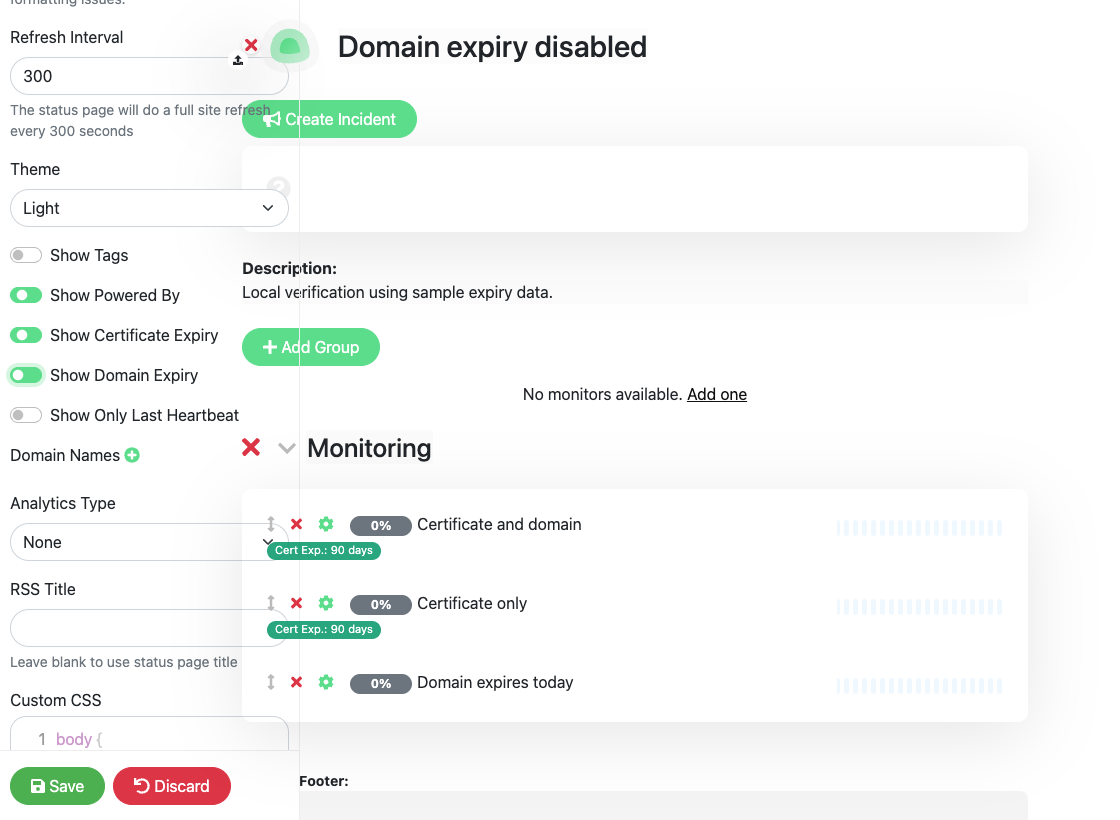 formatting issues.
Refresh Interval
300
The status page will do a full site refresh
every 300 seconds
Theme
Light
Show Tags
Show Powered By
Show Certificate Expiry
Show Domain Expiry
Show Only Last Heartbeat
Domain Names
Analytics Type
None
RSS Title
Leave blank to use status page title
Custom CSS
1 body {
Save
Discard
Domain expiry disabled
Create Incident
Description:
Local verification using sample expiry data.
Add Group
No monitors available. Add one
Monitoring
0% Certificate and domain
Cert Exp.: 90 days
0% Certificate only
Cert Exp.: 90 days
0% Domain expires today
Footer: